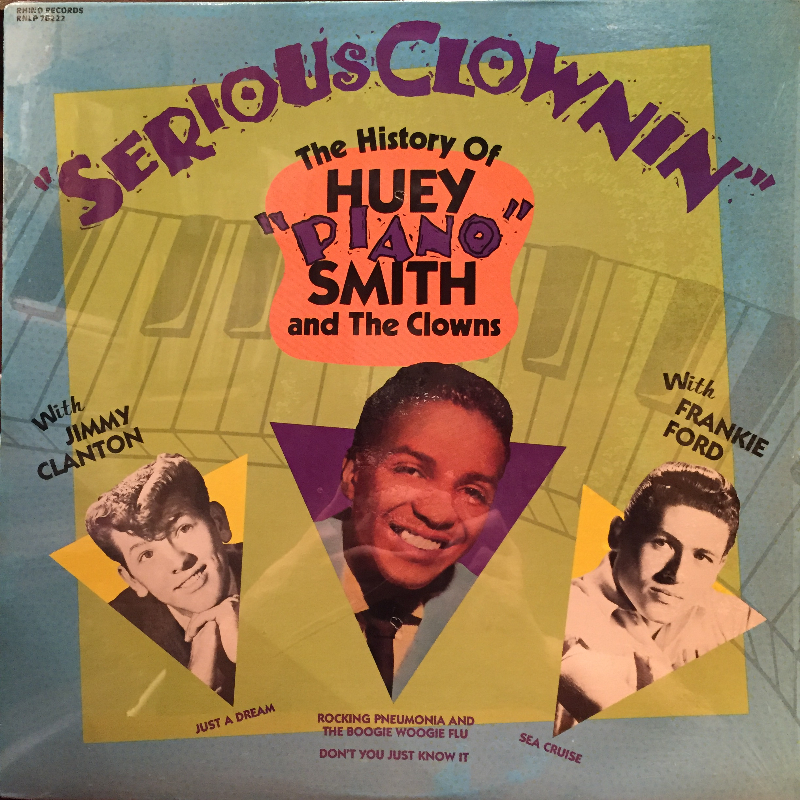 RHINO RECORDS
RNLP 70222
"SERIOUS CLOWNIN'"
The History Of
HUEY
"PIANO"
SMITH
and The Clowns
With
JIMMY
CLANTON
With
FRANKIE
FORD
JUST A DREAM
ROCKING PNEUMONIA AND
THE BOOGIE WOOGIE FLU
DON'T YOU JUST KNOW IT
SEA CRUISE